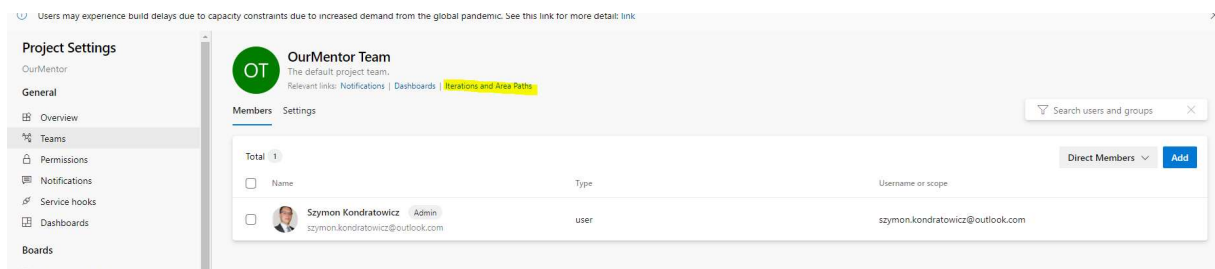 Users may experience build delays due to capacity constraints due to increased demand from the global pandemic. See this link for more detail: link
Project Settings
OurMentor
General
Overview
Teams
Permissions
Notifications
Service hooks
Dashboards
Boards
OT
OurMentor Team
The default project team.
Relevant links: Notifications | Dashboards | Iterations and Area Paths
Members Settings
Search users and groups
Total 1
Direct Members
Add
Name Type Username or scope
Szymon Kondratowicz Admin
szymon.kondratowicz@outlook.com
user
szymon.kondratowicz@outlook.com